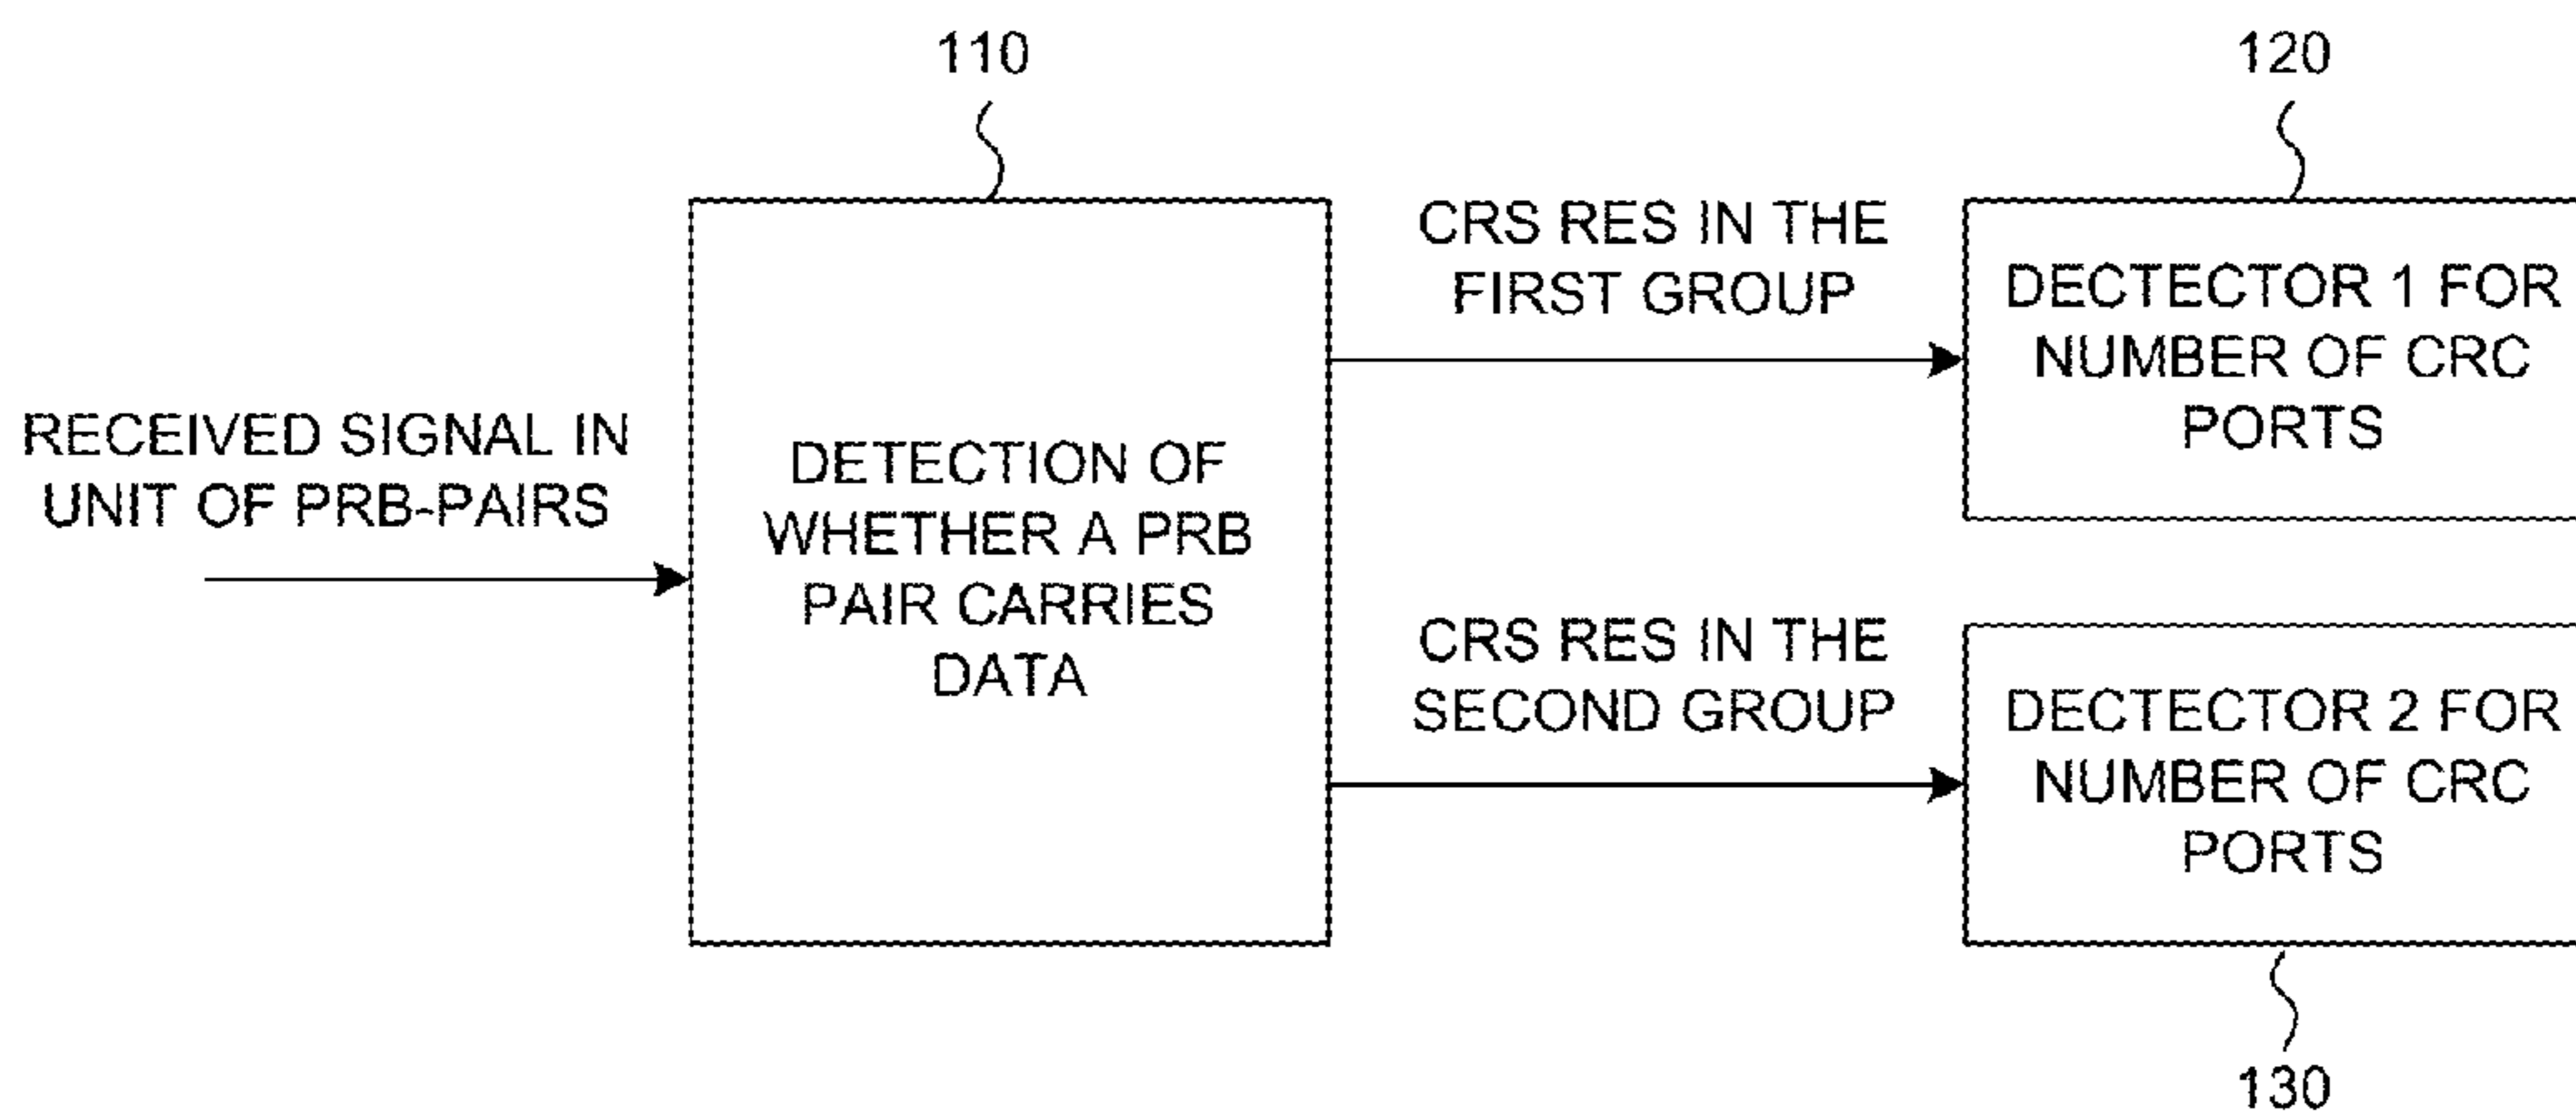 110
120
CRS RES IN THE
FIRST GROUP
DECTECTOR 1 FOR
NUMBER OF CRC
PORTS
RECEIVED SIGNAL IN
UNIT OF PRB-PAIRS
DETECTION OF
WHETHER A PRB
PAIR CARRIES
DATA
CRS RES IN THE
SECOND GROUP
DECTECTOR 2 FOR
NUMBER OF CRC
PORTS
130